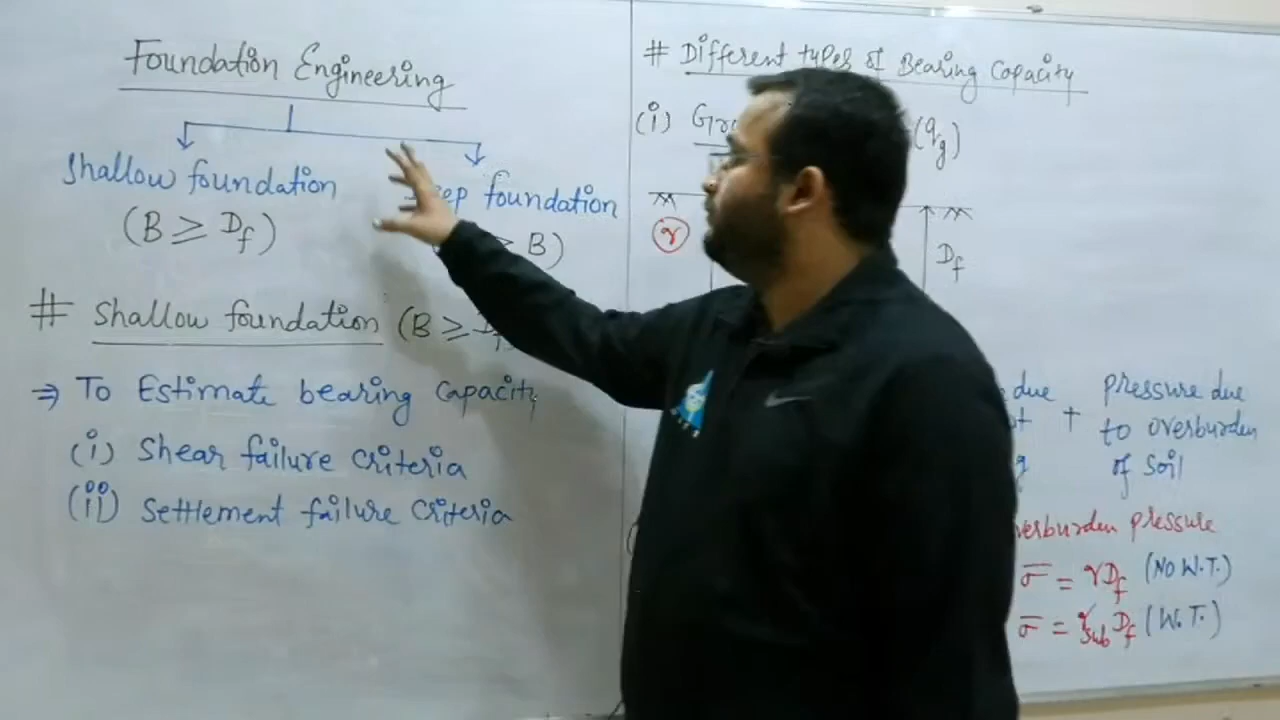 Foundation Engineering
Shallow foundation
(B ≥ Df)
foundation
B)
# Shallow foundation (B ≥
⇒ To Estimate bearing Capacity
(i) Shear failure Criteria
(ii) Settlement failure Criteria
# Different types of Bearing Capacity
(i) (qg)
γ
Df
due + pressure due
to overburden
of Soil
pressure
σ̄ = γDf (No W.T.)
σ̄ = γsub Df (W.T.)